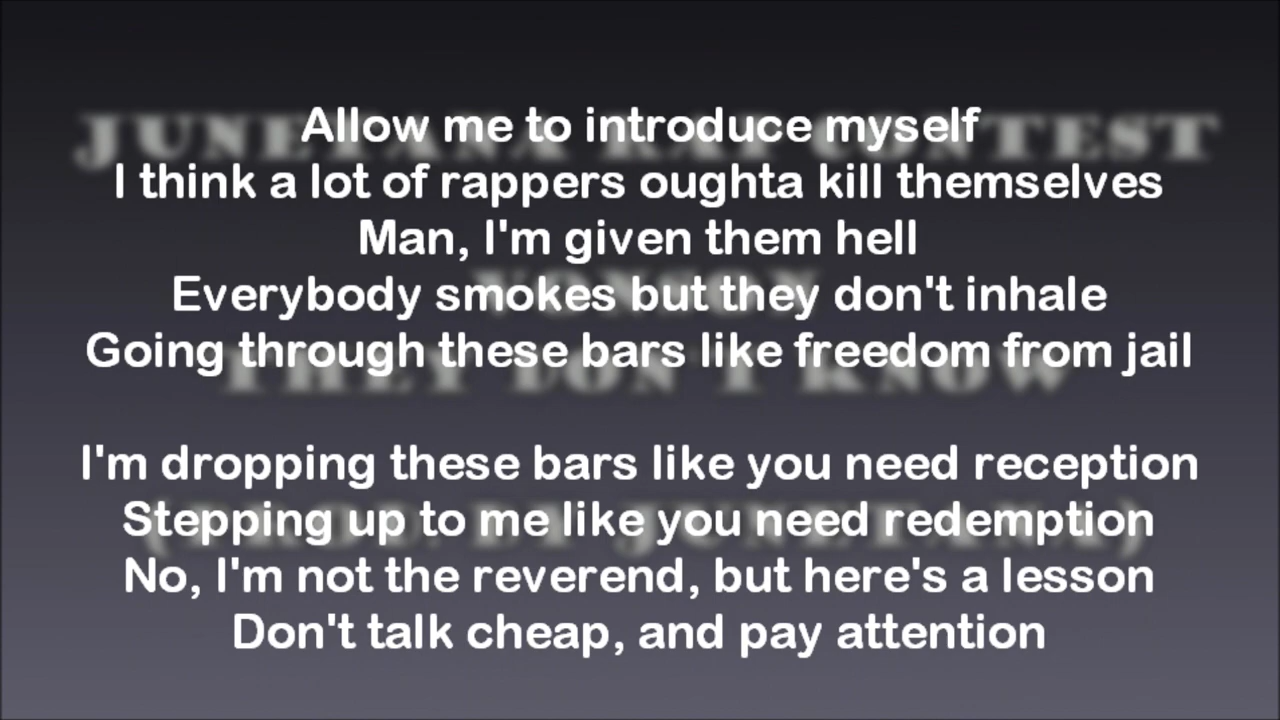 Allow me to introduce myself
I think a lot of rappers oughta kill themselves
Man, I'm given them hell
Everybody smokes but they don't inhale
Going through these bars like freedom from jail
I'm dropping these bars like you need reception
Stepping up to me like you need redemption
No, I'm not the reverend, but here's a lesson
Don't talk cheap, and pay attention